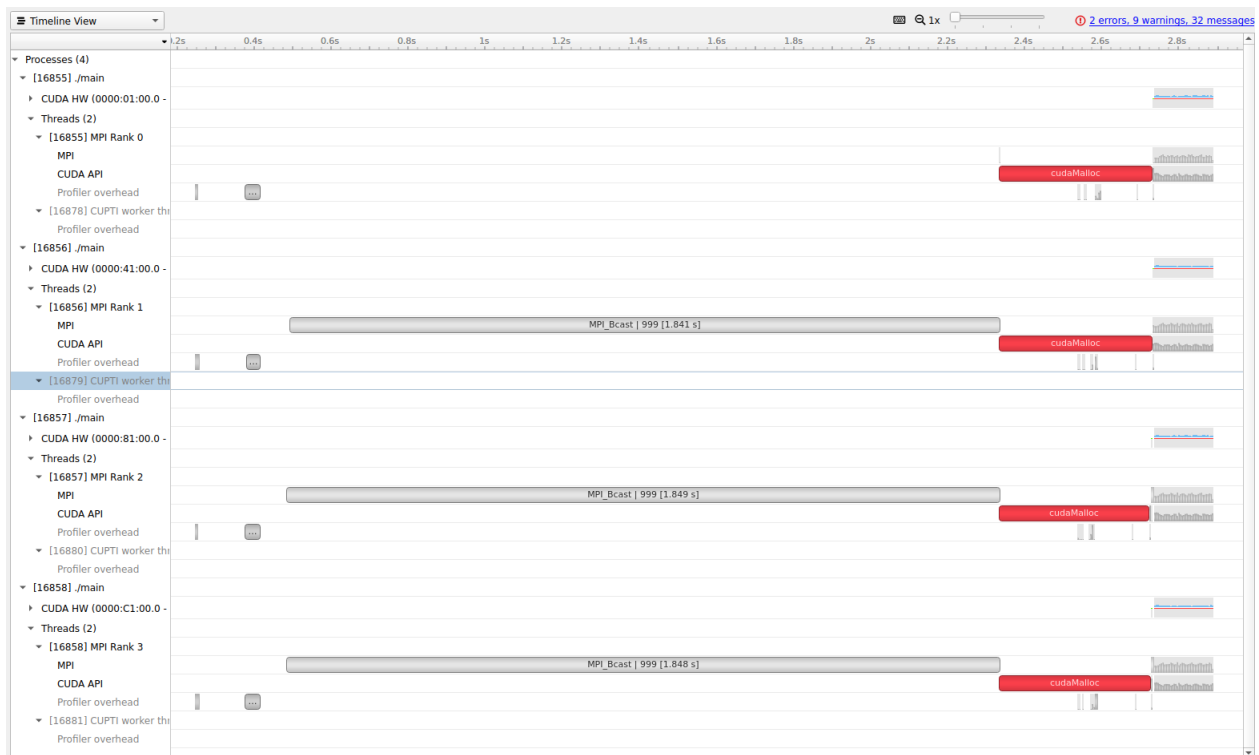 Timeline View 1x 2 errors, 9 warnings, 32 messages
0.2s 0.4s 0.6s 0.8s 1s 1.2s 1.4s 1.6s 1.8s 2s 2.2s 2.4s 2.6s 2.8s
Processes (4)
[16855] ./main
CUDA HW (0000:01:00.0 -
Threads (2)
[16855] MPI Rank 0
MPI
CUDA API cudaMalloc
Profiler overhead ...
[16878] CUPTI worker thr
Profiler overhead
[16856] ./main
CUDA HW (0000:41:00.0 -
Threads (2)
[16856] MPI Rank 1
MPI MPI_Bcast | 999 [1.841 s]
CUDA API cudaMalloc
Profiler overhead ...
[16879] CUPTI worker thr
Profiler overhead
[16857] ./main
CUDA HW (0000:81:00.0 -
Threads (2)
[16857] MPI Rank 2
MPI MPI_Bcast | 999 [1.849 s]
CUDA API cudaMalloc
Profiler overhead ...
[16880] CUPTI worker thr
Profiler overhead
[16858] ./main
CUDA HW (0000:C1:00.0 -
Threads (2)
[16858] MPI Rank 3
MPI MPI_Bcast | 999 [1.848 s]
CUDA API cudaMalloc
Profiler overhead ...
[16881] CUPTI worker thr
Profiler overhead